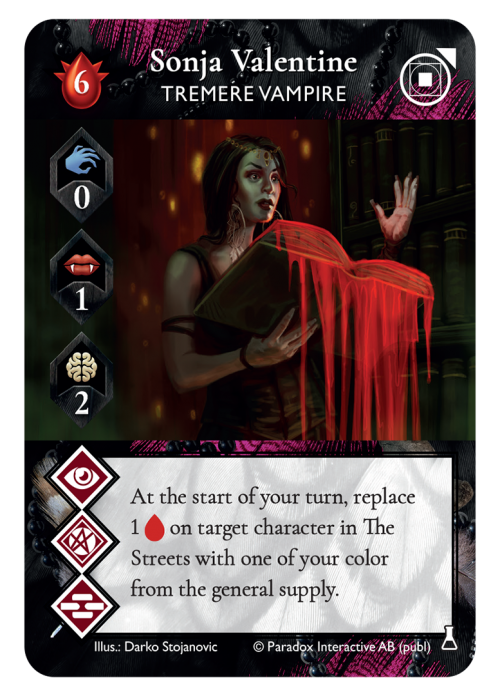 6
Sonja Valentine
TREMERE VAMPIRE
0
1
2
At the start of your turn, replace
1 on target character in The
Streets with one of your color
from the general supply.
Illus.: Darko Stojanovic © Paradox Interactive AB (publ)